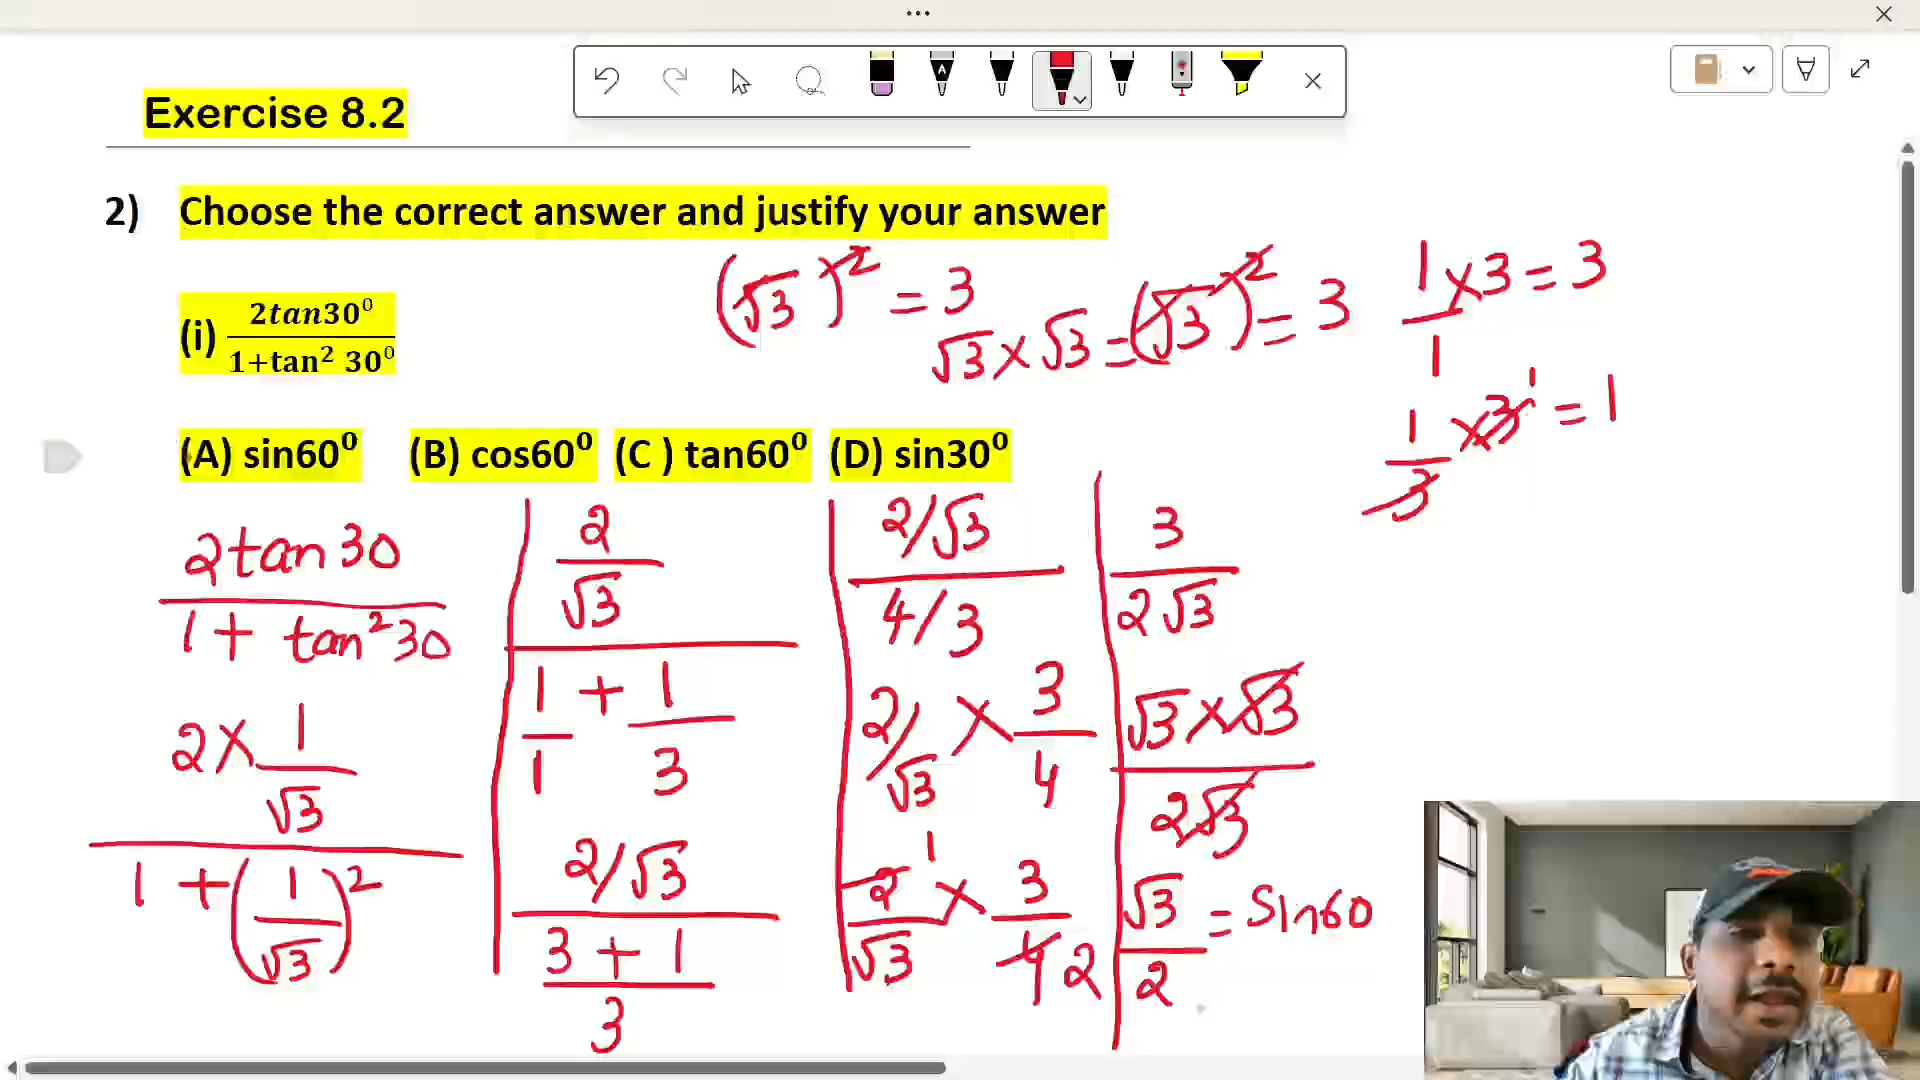 Exercise 8.2
2) Choose the correct answer and justify your answer
(i) 2tan30⁰ / 1+tan² 30⁰
(√3)² = 3
√3 × √3 = (√3)² = 3
1/1 × 3 = 3
1/3 × 3 1 = 1
(A) sin60⁰ (B) cos60⁰ (C ) tan60⁰ (D) sin30⁰
2tan30
1 + tan²30
2 × 1/√3
1 + (1/√3)²
2
√3
1/1 + 1/3
2/√3
3 + 1
3
2/√3
4/3
2/√3 × 3/4
2 1/√3 × 3/4 2
3
2√3
√3 × √3
2√3
√3/2 = Sin60